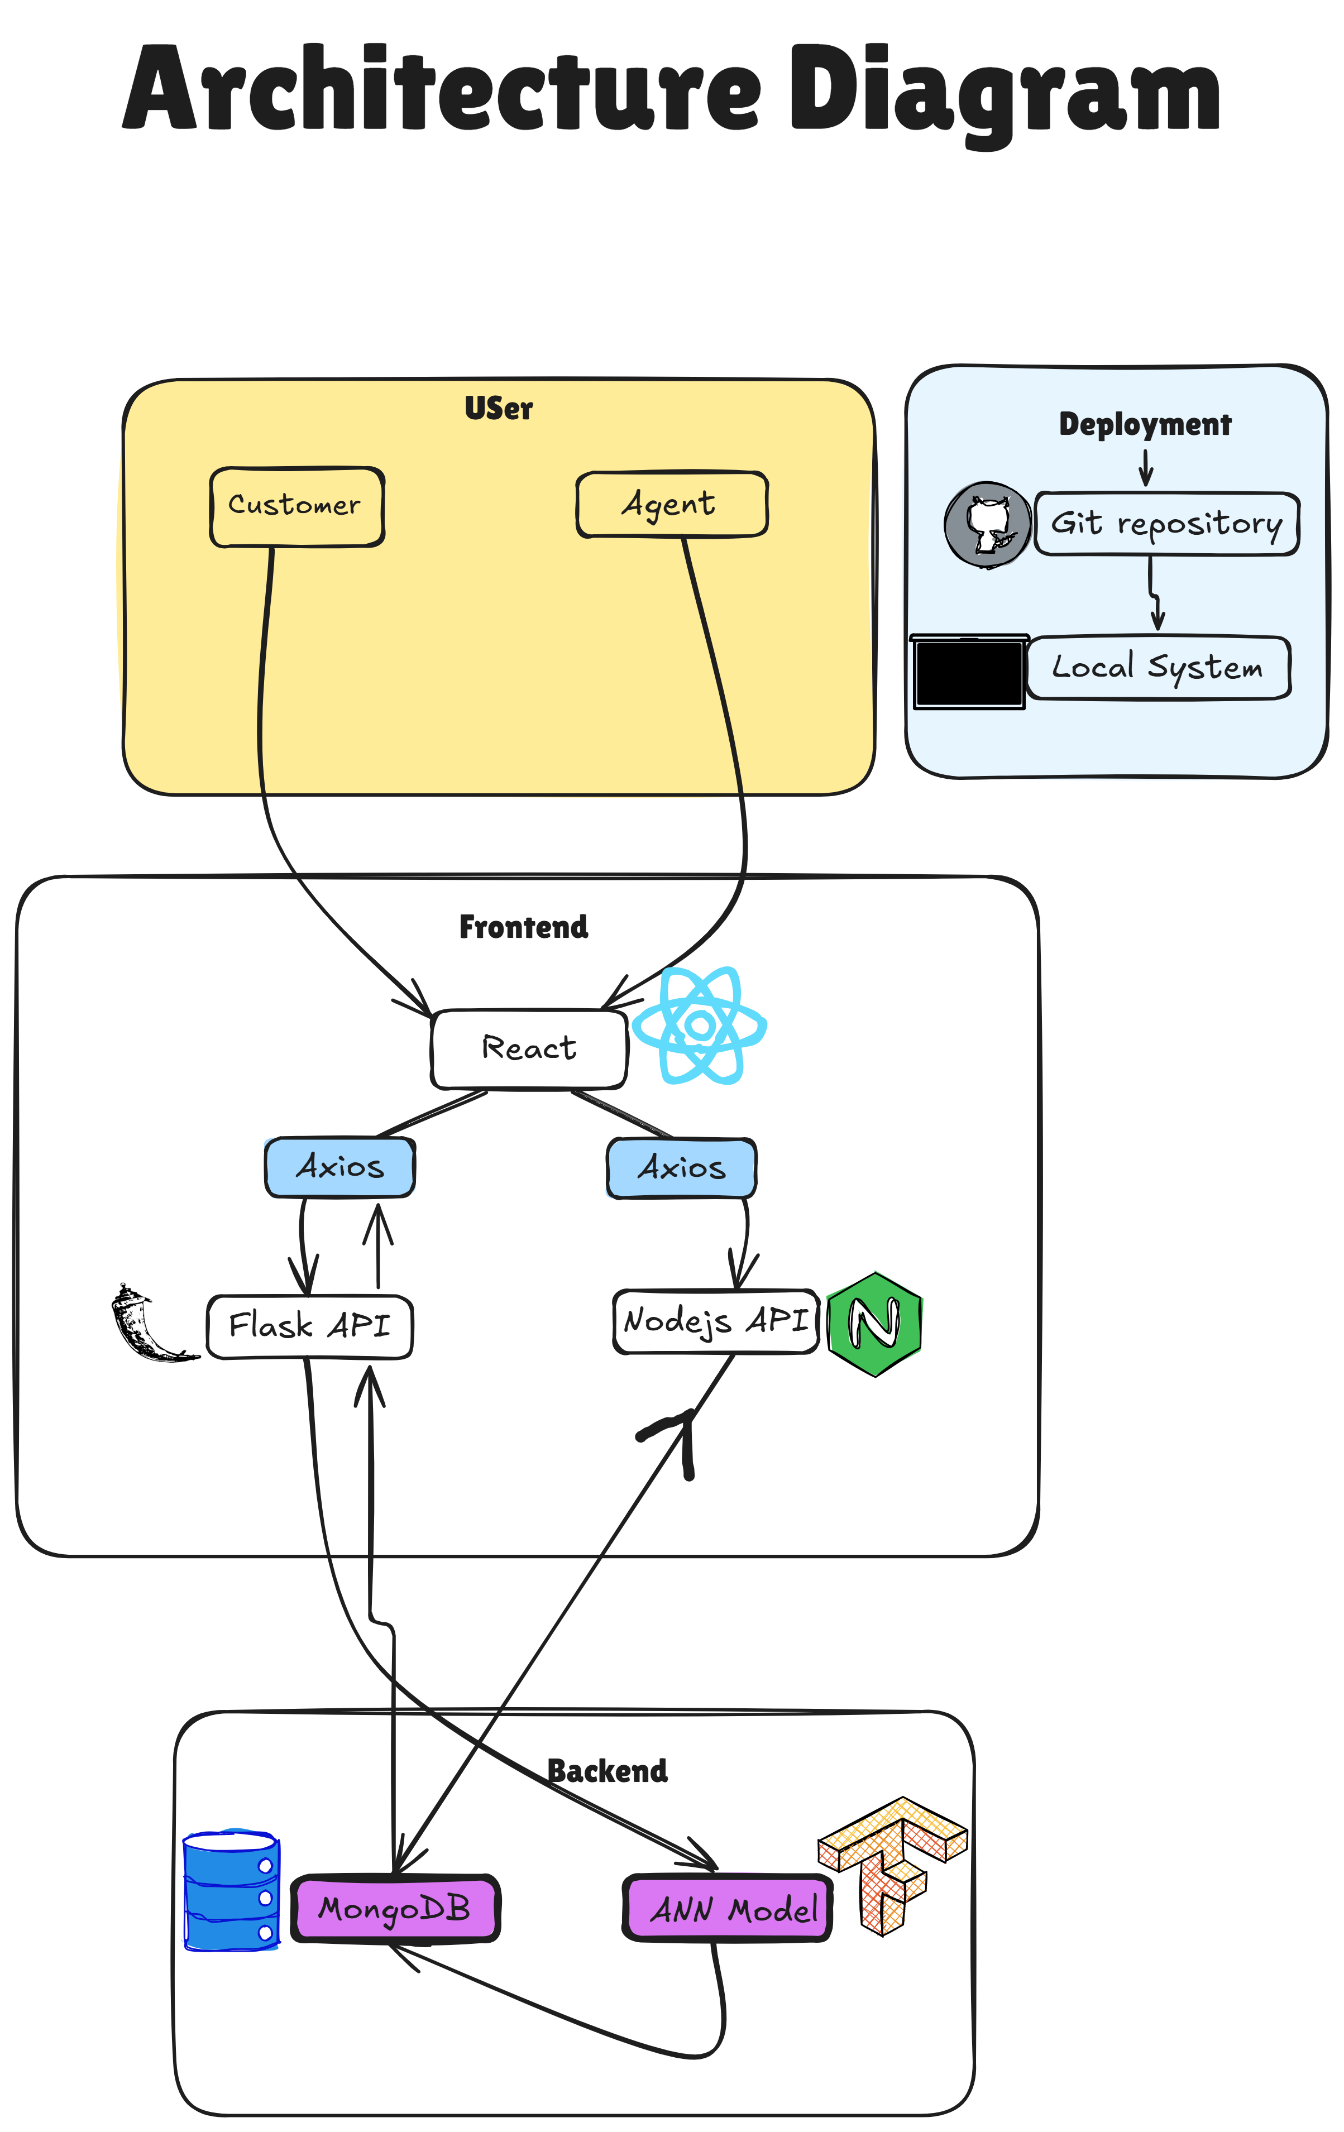 Architecture Diagram
USer
Customer
Agent
Deployment
Git repository
Local System
Frontend
React
Axios
Axios
Flask API
Nodejs API
N
Backend
MongoDB
ANN Model